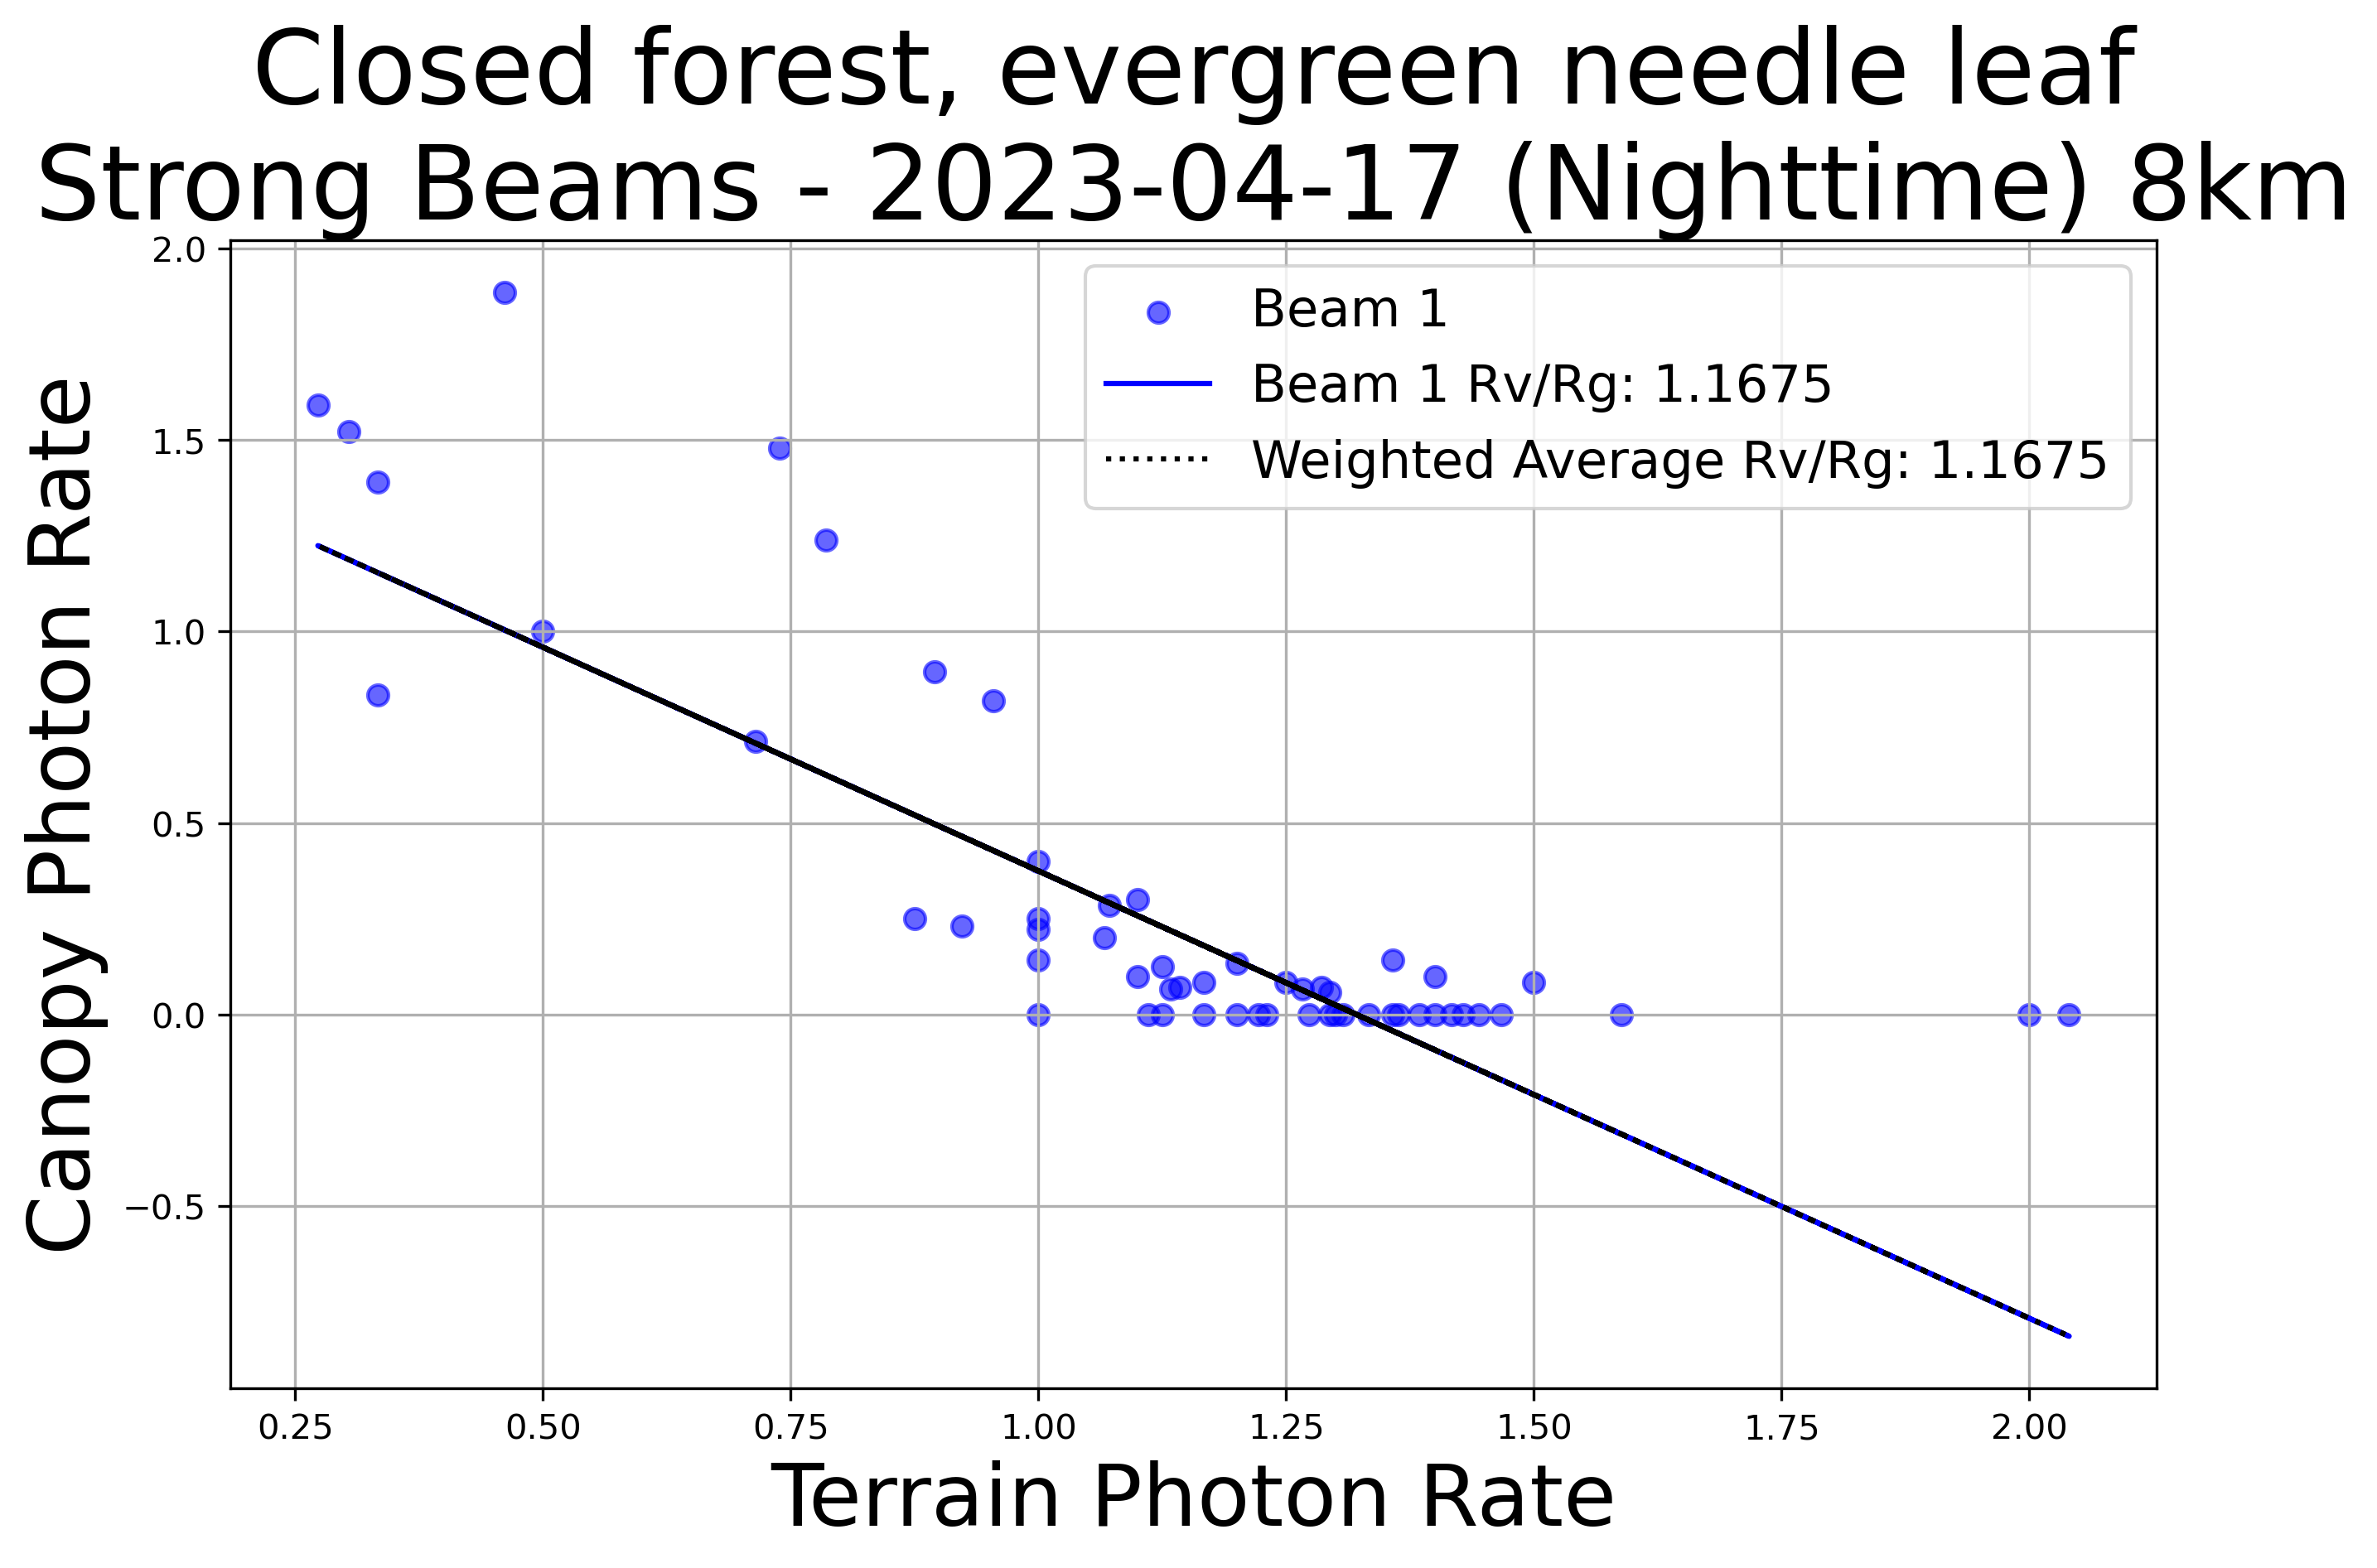 Closed forest, evergreen needle leaf
Strong Beams - 2023-04-17 (Nighttime) 8km
Beam 1
Beam 1 Rv/Rg: 1.1675
Weighted Average Rv/Rg: 1.1675
Canopy Photon Rate
2.0
1.5
1.0
0.5
0.0
−0.5
0.25 0.50 0.75 1.00 1.25 1.50 1.75 2.00
Terrain Photon Rate